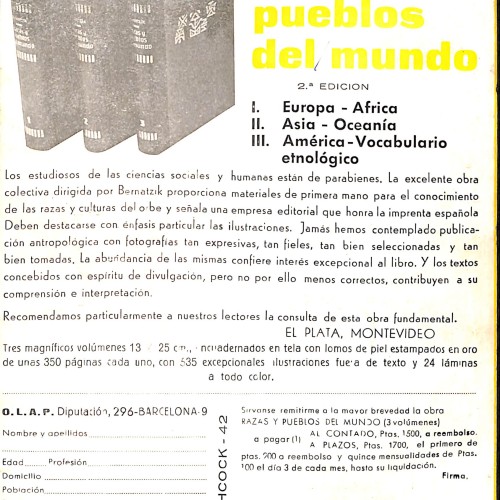 pueblos
del mundo
2.ª EDICION
I. Europa - Africa
II. Asia - Oceanía
III. América-Vocabulario
etnológico
1
2
3
Los estudiosos de las ciencias sociales y humanas están de parabienes. La excelente obra
colectiva dirigida por Bernatzik proporciona materiales de primera mano para el conocimiento
de las razas y culturas del orbe y señala una empresa editorial que honra la imprenta española
Deben destacarse con énfasis particular las ilustraciones. Jamás hemos contemplado publica-
ción antropológica con fotografías tan expresivas, tan fieles, tan bien seleccionadas y tan
bien tomadas. La abundancia de las mismas confiere interés excepcional al libro. Y los textos
concebidos con espíritu de divulgación, pero no por ello menos correctos, contribuyen a su
comprensión e interpretación.
Recomendamos particularmente a nuestros lectores la consulta de esta obra fundamental.
EL PLATA, MONTEVIDEO
Tres magníficos volúmenes 13 25 cm., encuadernados en tela con lomos de piel estampados en oro
de unas 350 páginas cada uno, con 535 excepcionales ilustraciones fuera de texto y 24 láminas
a todo color.
O.L.A.P. Diputación, 296-BARCELONA-9
Nombre y apellidos
Edad Profesión
Domicilio
Población
HCOCK - 42
Sírvanse remitirme a la mayor brevedad la obra
RAZAS Y PUEBLOS DEL MUNDO (3 volúmenes)
a pagar (1) AL CONTADO, Ptas. 1500, a reembolso.
A PLAZOS, Ptas. 1700, el primero de
ptas. 200 a reembolso y quince mensualidades de Ptas.
100 el día 3 de cada mes, hasta su liquidación.
Firma,